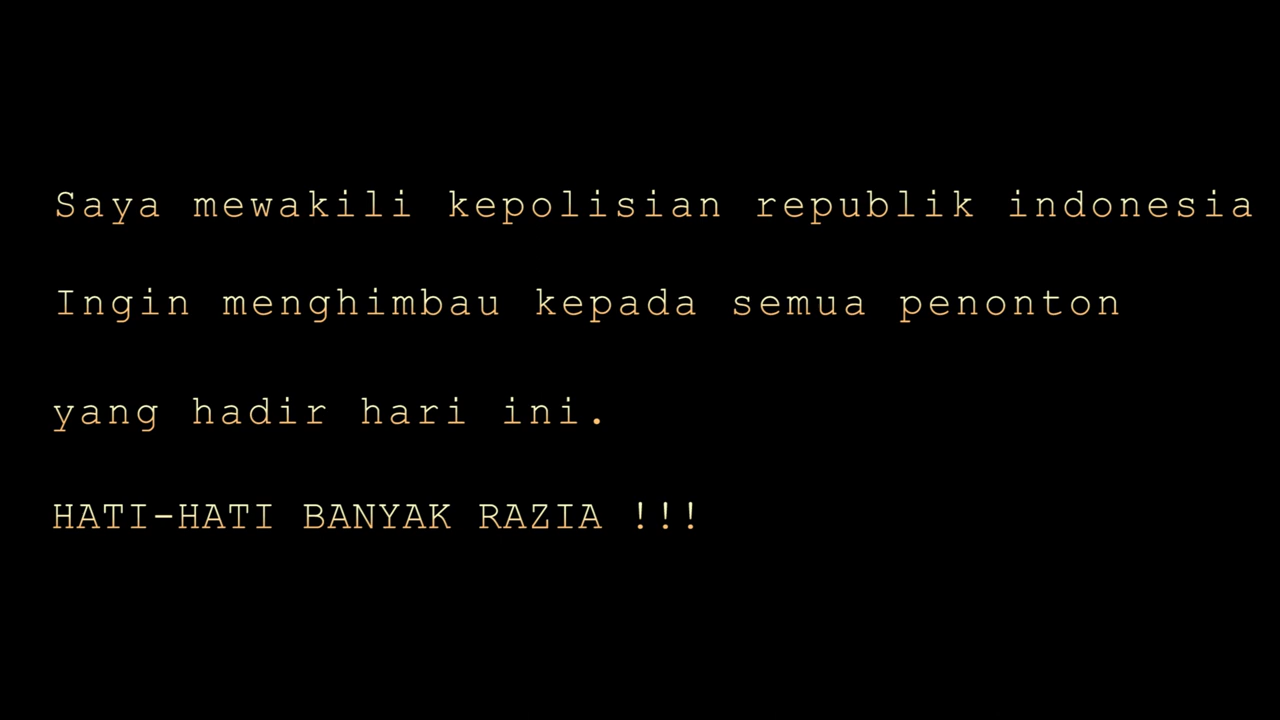 Saya mewakili kepolisian republik indonesia
Ingin menghimbau kepada semua penonton
yang hadir hari ini.
HATI-HATI BANYAK RAZIA !!!